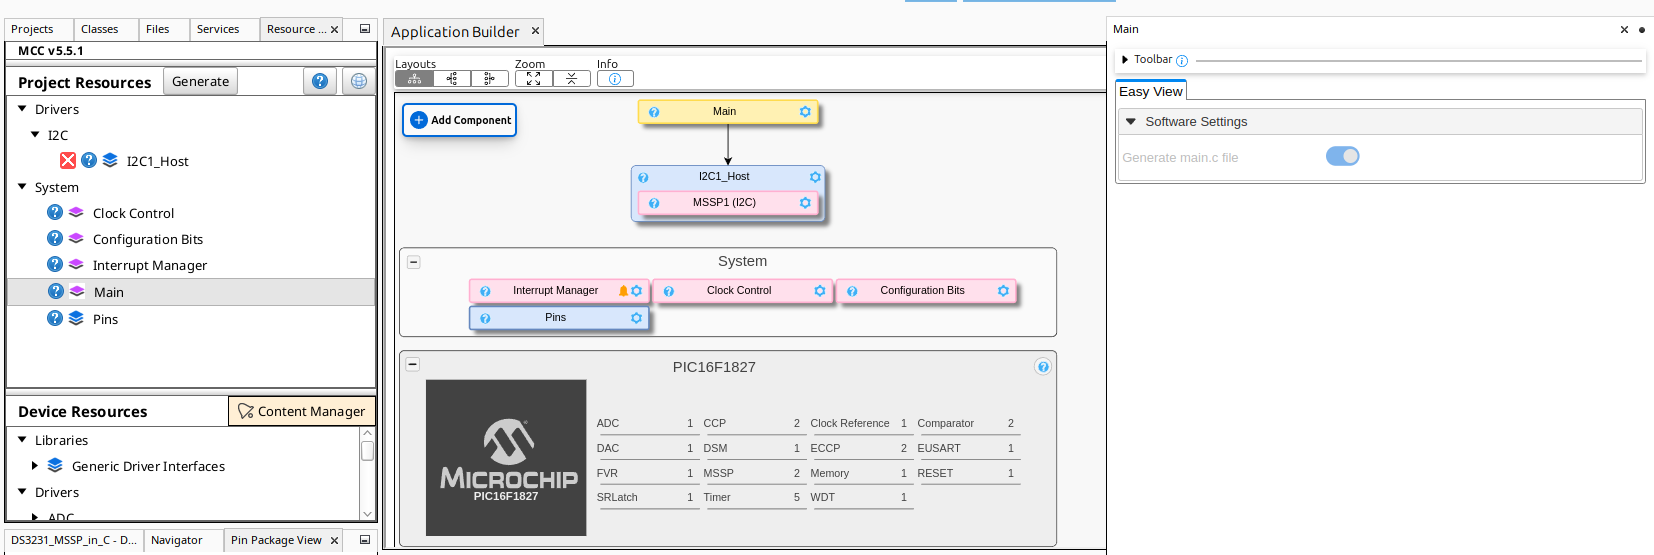 Projects Classes Files Services Resource ...
MCC v5.5.1
Project Resources Generate
Drivers
I2C
I2C1_Host
System
Clock Control
Configuration Bits
Interrupt Manager
Main
Pins
Device Resources Content Manager
Libraries
Generic Driver Interfaces
Drivers
ADC
DS3231_MSSP_in_C - D... Navigator Pin Package View
Application Builder
Layouts Zoom Info
Add Component
Main
I2C1_Host
MSSP1 (I2C)
System
Interrupt Manager Clock Control Configuration Bits
Pins
PIC16F1827
MICROCHIP
PIC16F1827
ADC 1 CCP 2 Clock Reference 1 Comparator 2
DAC 1 DSM 1 ECCP 2 EUSART 1
FVR 1 MSSP 2 Memory 1 RESET 1
SRLatch 1 Timer 5 WDT 1
Main
Toolbar
Easy View
Software Settings
Generate main.c file